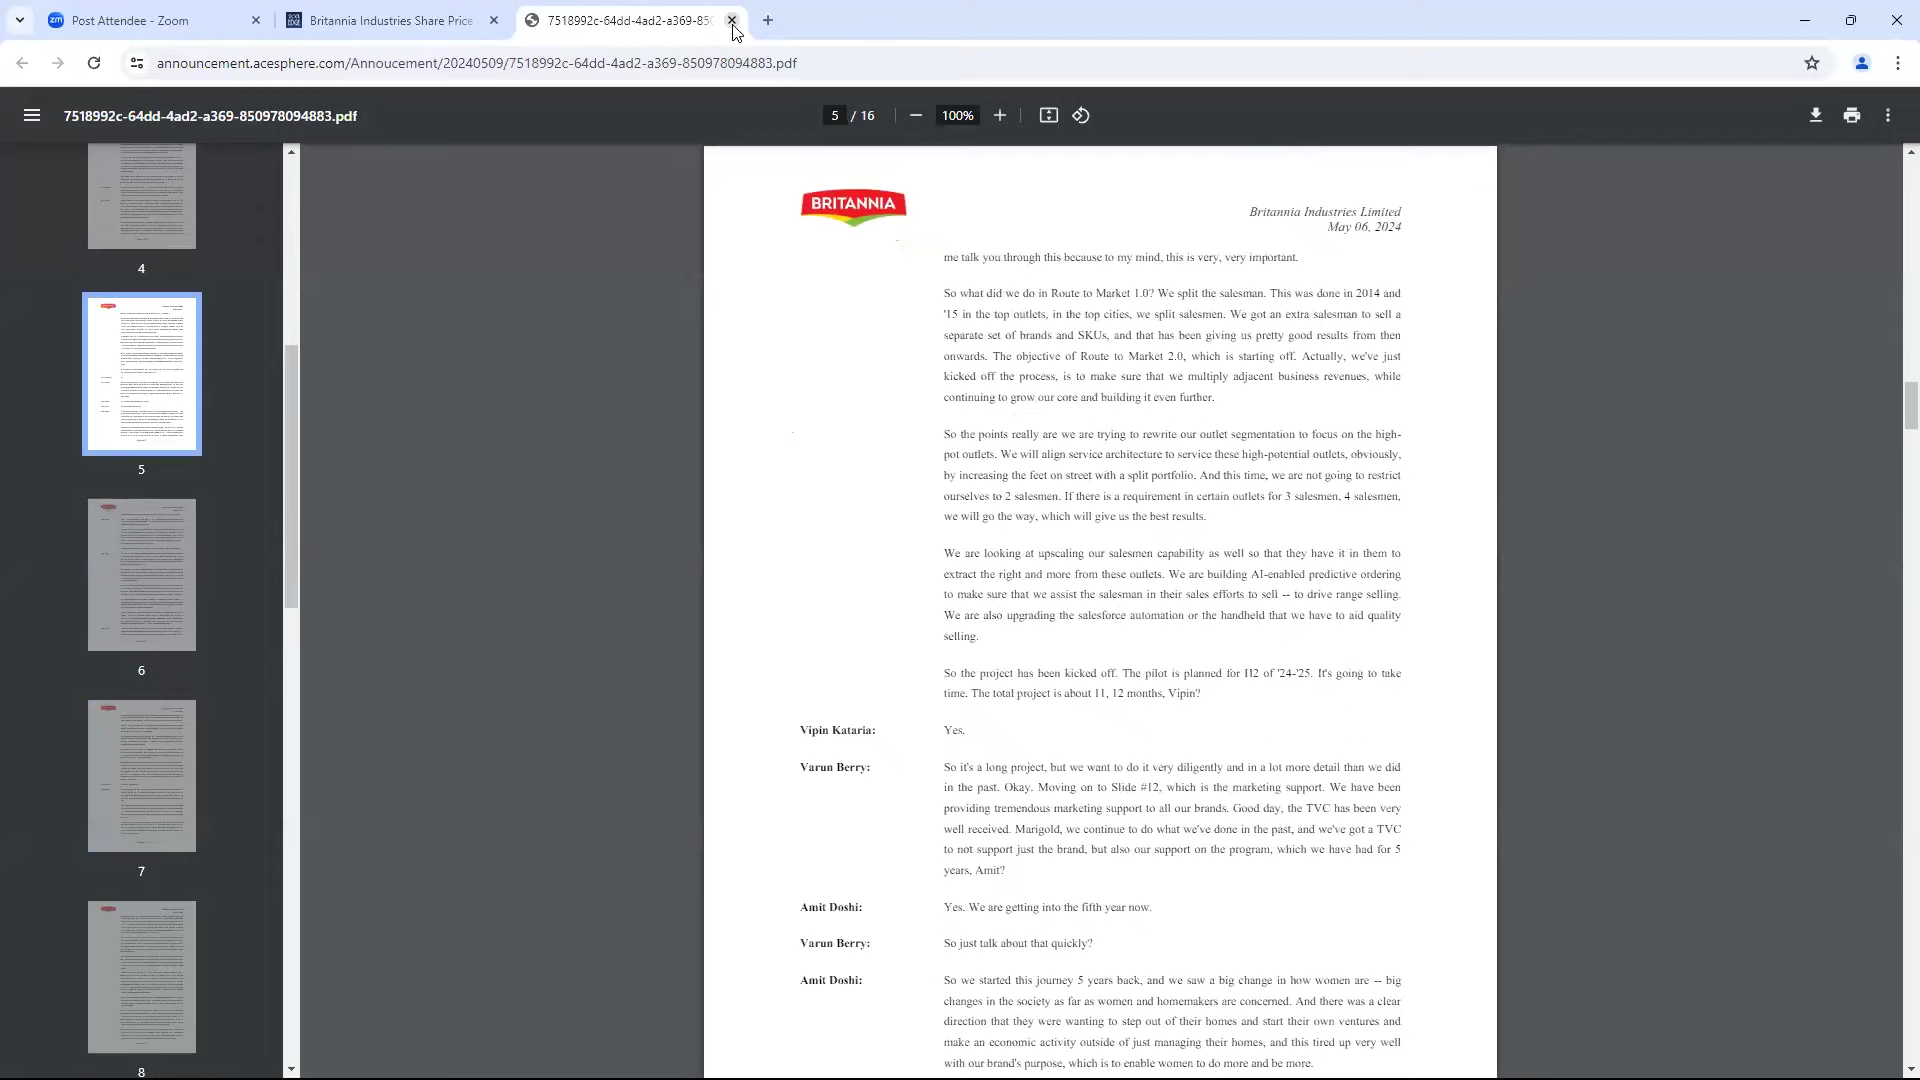 Post Attendee - Zoom
Britannia Industries Share Price
7518992c-64dd-4ad2-a369-850
announcement.acesphere.com/Annoucement/20240509/7518992c-64dd-4ad2-a369-850978094883.pdf
7518992c-64dd-4ad2-a369-850978094883.pdf
5 / 16
100%
4
5
6
7
8
BRITANNIA
Britannia Industries Limited
May 06, 2024
me talk you through this because to my mind, this is very, very important.
So what did we do in Route to Market 1.0? We split the salesman. This was done in 2014 and
'15 in the top outlets, in the top cities, we split salesmen. We got an extra salesman to sell a
separate set of brands and SKUs, and that has been giving us pretty good results from then
onwards. The objective of Route to Market 2.0, which is starting off. Actually, we've just
kicked off the process, is to make sure that we multiply adjacent business revenues, while
continuing to grow our core and building it even further.
So the points really are we are trying to rewrite our outlet segmentation to focus on the high-
pot outlets. We will align service architecture to service these high-potential outlets, obviously,
by increasing the feet on street with a split portfolio. And this time, we are not going to restrict
ourselves to 2 salesmen. If there is a requirement in certain outlets for 3 salesmen, 4 salesmen,
we will go the way, which will give us the best results.
We are looking at upscaling our salesmen capability as well so that they have it in them to
extract the right and more from these outlets. We are building AI-enabled predictive ordering
to make sure that we assist the salesman in their sales efforts to sell -- to drive range selling.
We are also upgrading the salesforce automation or the handheld that we have to aid quality
selling.
So the project has been kicked off. The pilot is planned for H2 of '24-'25. It's going to take
time. The total project is about 11, 12 months, Vipin?
Vipin Kataria: Yes.
Varun Berry: So it's a long project, but we want to do it very diligently and in a lot more detail than we did
in the past. Okay. Moving on to Slide #12, which is the marketing support. We have been
providing tremendous marketing support to all our brands. Good day, the TVC has been very
well received. Marigold, we continue to do what we've done in the past, and we've got a TVC
to not support just the brand, but also our support on the program, which we have had for 5
years, Amit?
Amit Doshi: Yes. We are getting into the fifth year now.
Varun Berry: So just talk about that quickly?
Amit Doshi: So we started this journey 5 years back, and we saw a big change in how women are -- big
changes in the society as far as women and homemakers are concerned. And there was a clear
direction that they were wanting to step out of their homes and start their own ventures and
make an economic activity outside of just managing their homes, and this tired up very well
with our brand's purpose, which is to enable women to do more and be more.